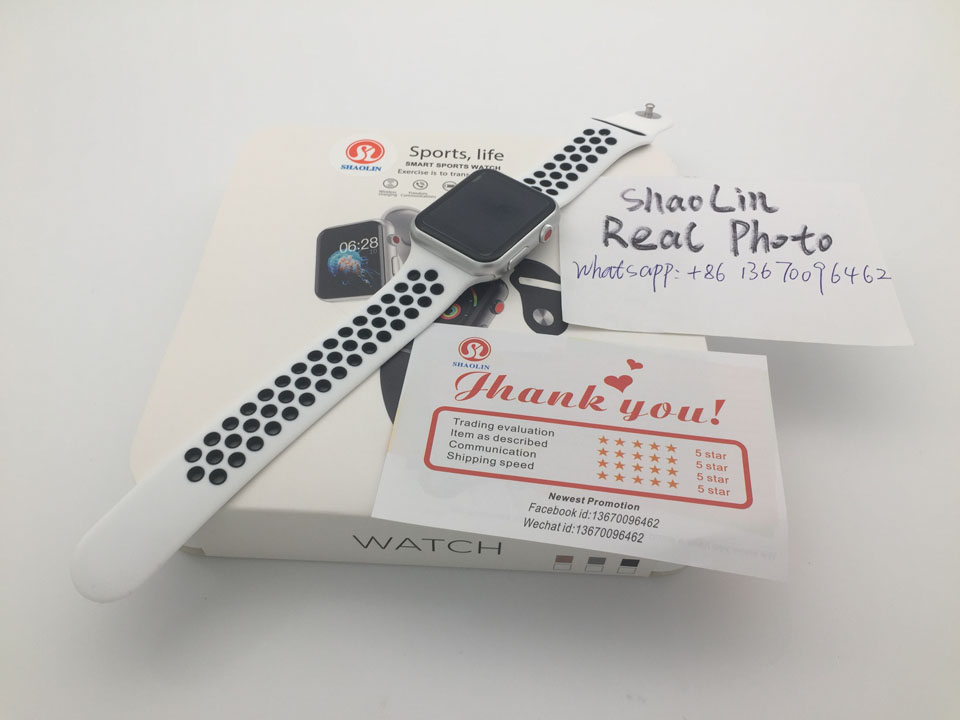 SHAOLIN
Sports, life
SMART SPORTS WATCH
Exercise is to
06:28
ShaoLin
Real Photo
Whatsapp: +86 13670096462
SHAOLIN
Thank you!
Trading evaluation ★★★★★ 5 star
Item as described ★★★★★ 5 star
Communication ★★★★★ 5 star
Shipping speed ★★★★★ 5 star
Newest Promotion
Facebook id:13670096462
Wechat id:13670096462
WATCH